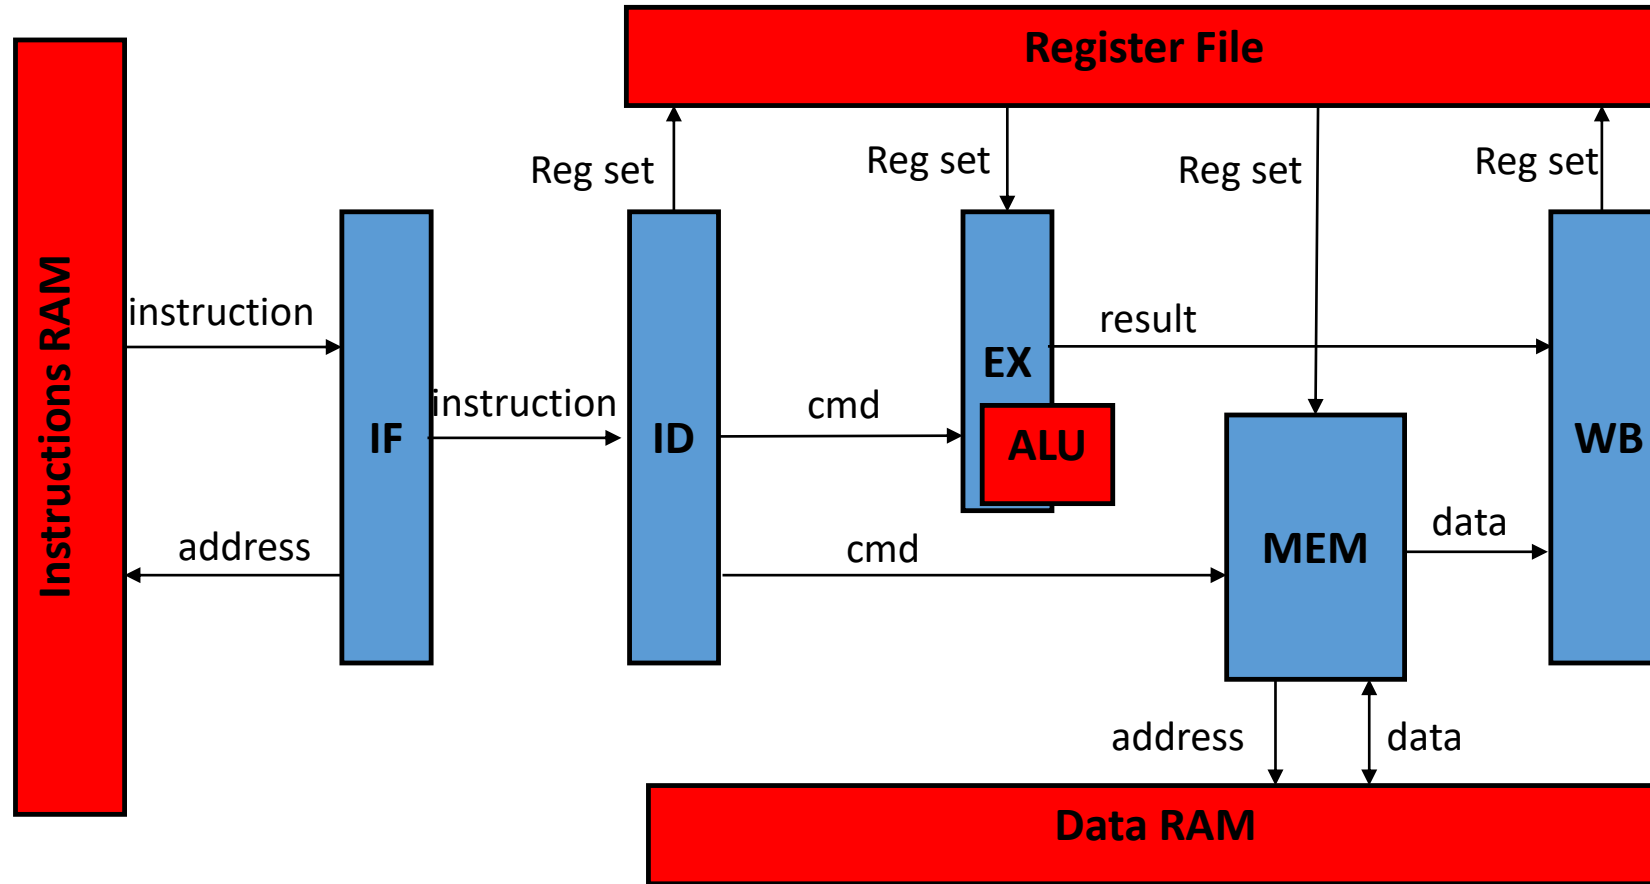 Register File
Reg set
Reg set
Reg set
Reg set
Instructions RAM
instruction
result
EX
instruction
cmd
IF
ID
ALU
WB
address
cmd
MEM
data
address
data
Data RAM